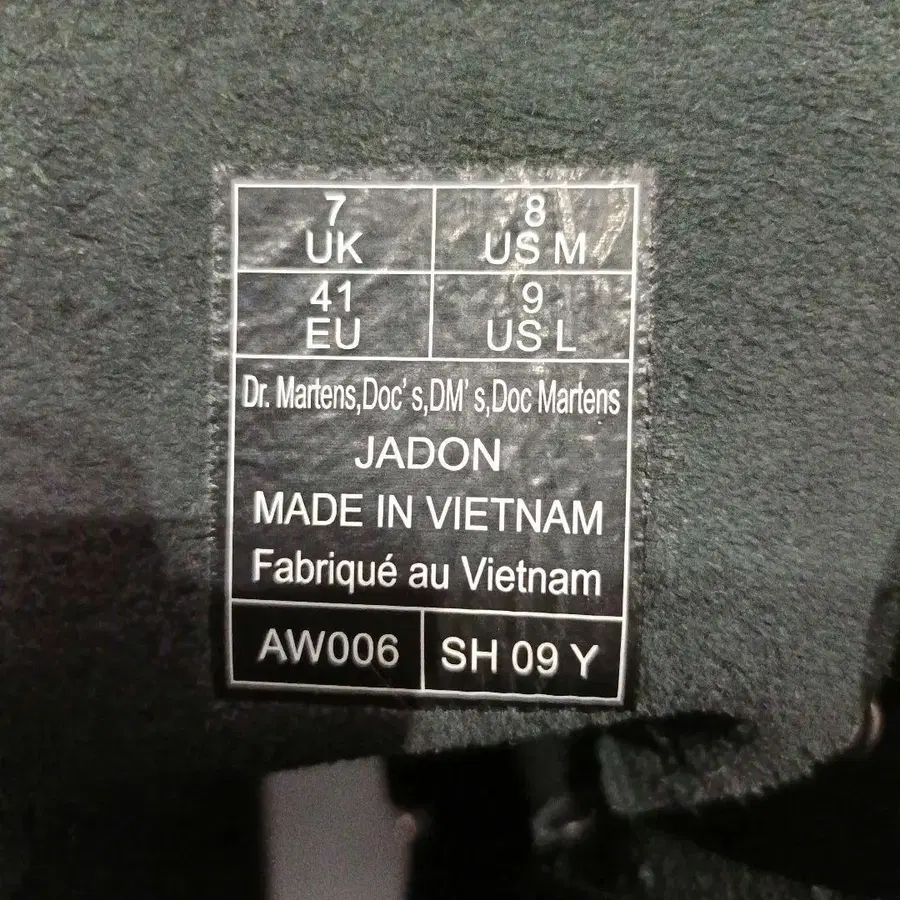 7
UK
8
US M
41
EU
9
US L
Dr. Martens,Doc's,DM's,Doc Martens
JADON
MADE IN VIETNAM
Fabriqué au Vietnam
AW006
SH 09 Y